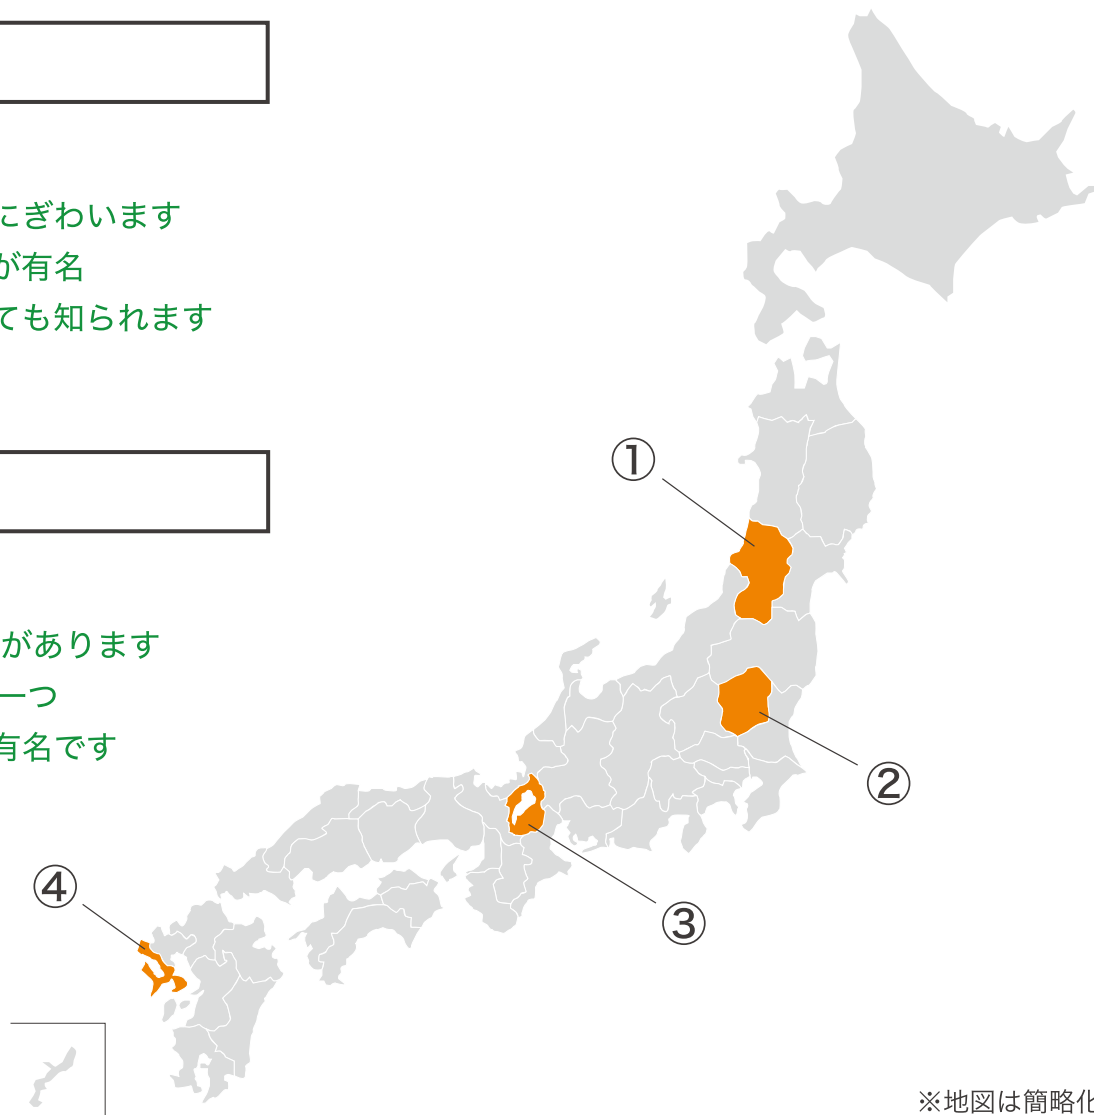 にぎわいます
が有名
ても知られます
①
があります
一つ
有名です
②
④
③
※地図は簡略化